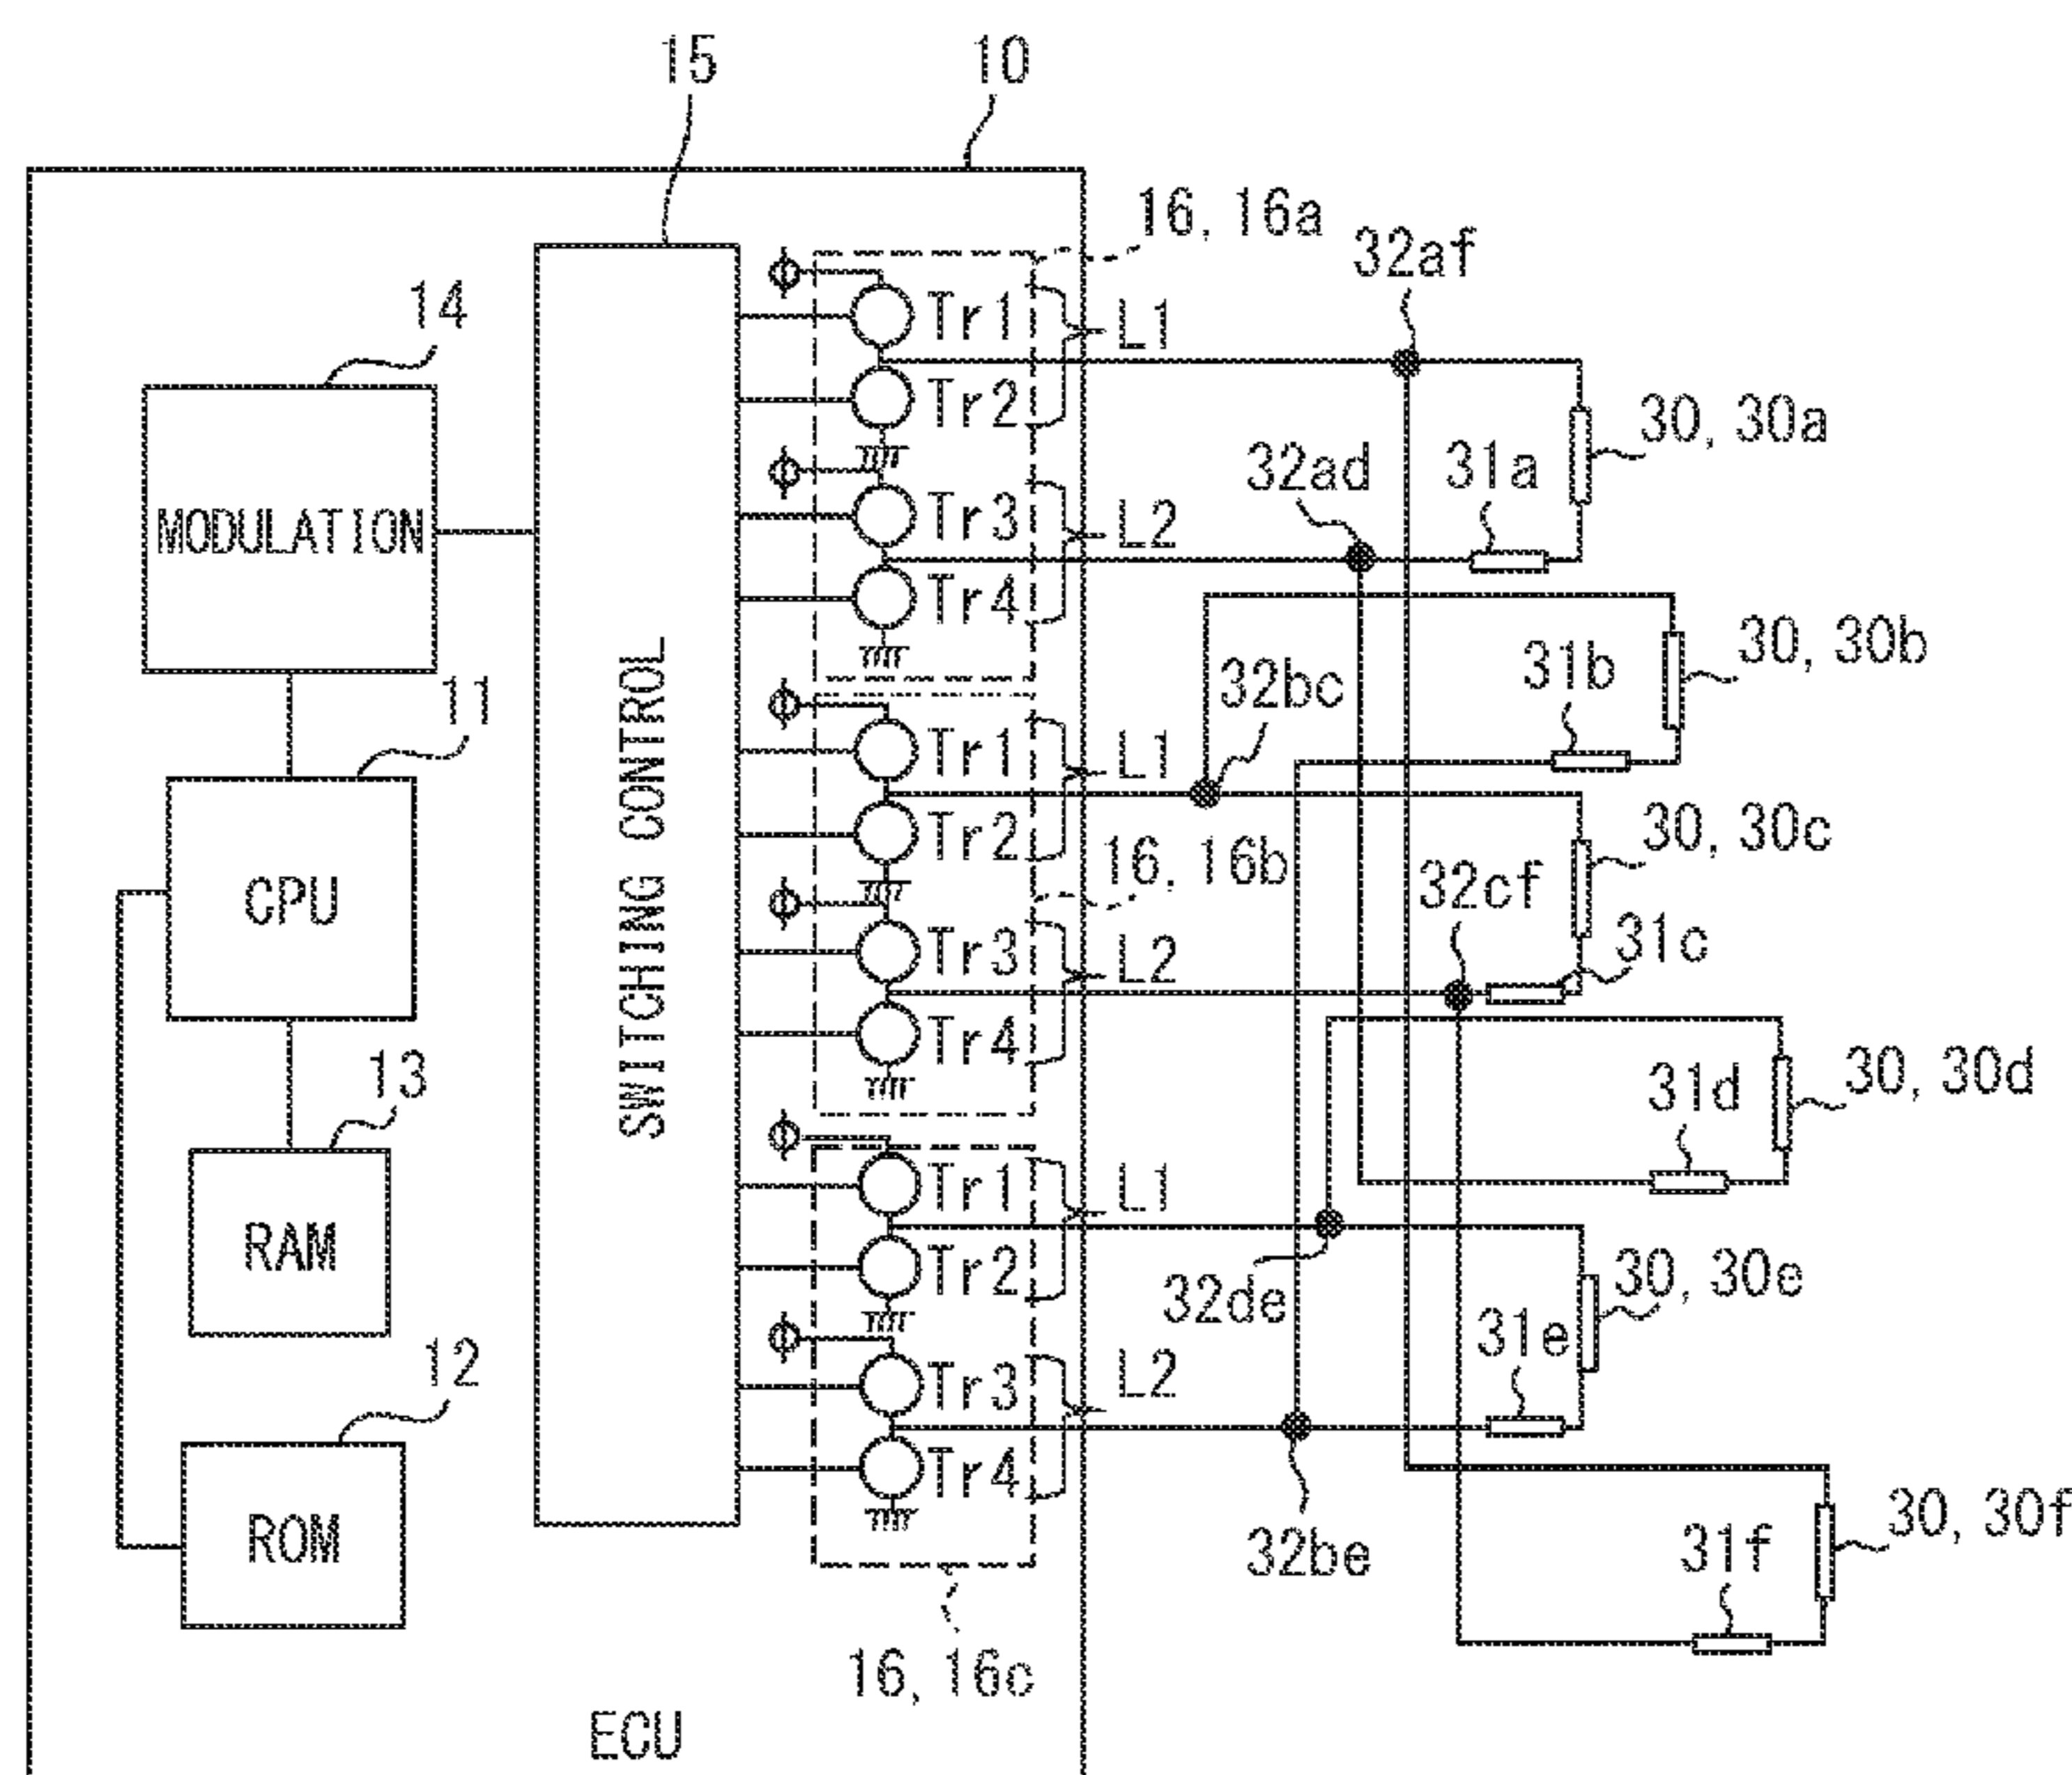 15
10
16, 16a
32af
14
Tr1
L1
Tr2
30, 30a
32ad
31a
MODULATION
Tr3
L2
Tr4
30, 30b
31b
32bc
11
SWITCHING CONTROL
Tr1
L1
Tr2
30, 30c
16, 16b
32cf
CPU
31c
Tr3
L2
Tr4
30, 30d
31d
13
Tr1
L1
RAM
Tr2
32de
30, 30e
31e
12
Tr3
L2
Tr4
30, 30f
ROM
32be
31f
16, 16c
ECU